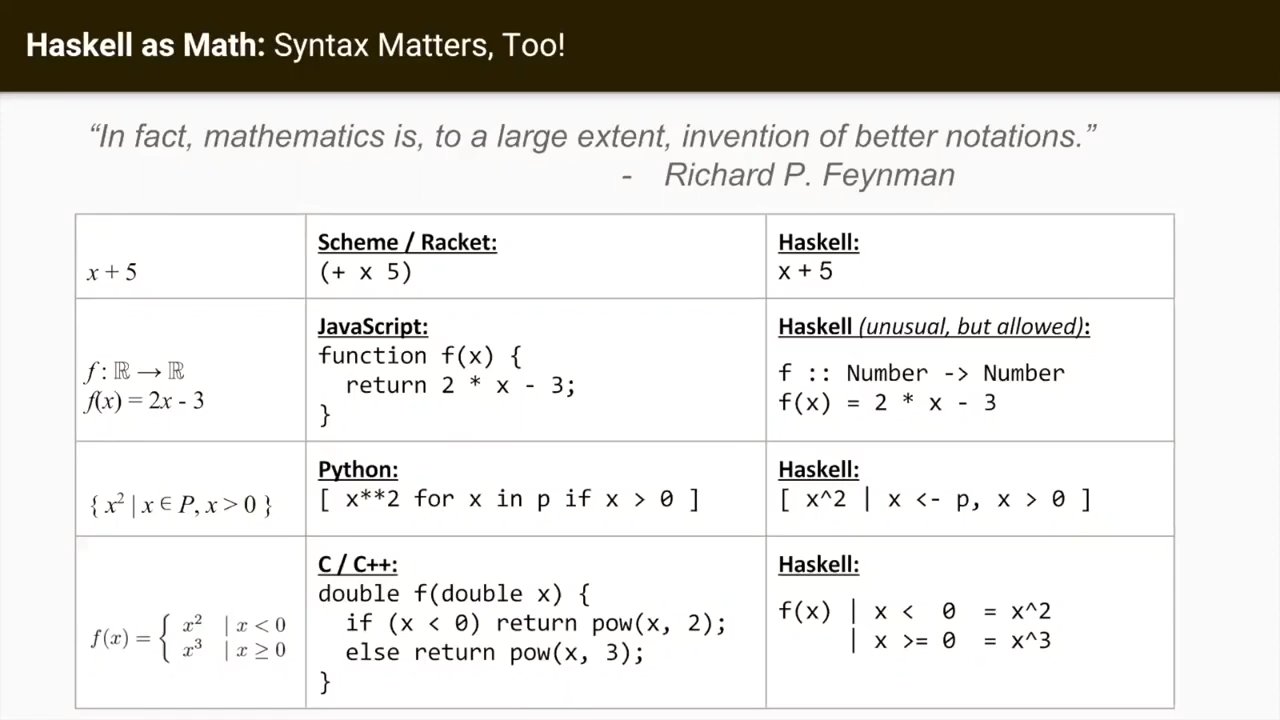 Haskell as Math: Syntax Matters, Too!
“In fact, mathematics is, to a large extent, invention of better notations.”
- Richard P. Feynman
x + 5
Scheme / Racket:
(+ x 5)
Haskell:
x + 5
f : ℝ → ℝ
f(x) = 2x - 3
JavaScript:
function f(x) {
  return 2 * x - 3;
}
Haskell (unusual, but allowed):
f :: Number -> Number
f(x) = 2 * x - 3
{ x² | x ∈ P, x > 0 }
Python:
[ x**2 for x in p if x > 0 ]
Haskell:
[ x^2 | x <- p, x > 0 ]
f(x) = { x² | x < 0
x³ | x ≥ 0
C / C++:
double f(double x) {
  if (x < 0) return pow(x, 2);
  else return pow(x, 3);
}
Haskell:
f(x) | x <  0  = x^2
     | x >= 0  = x^3